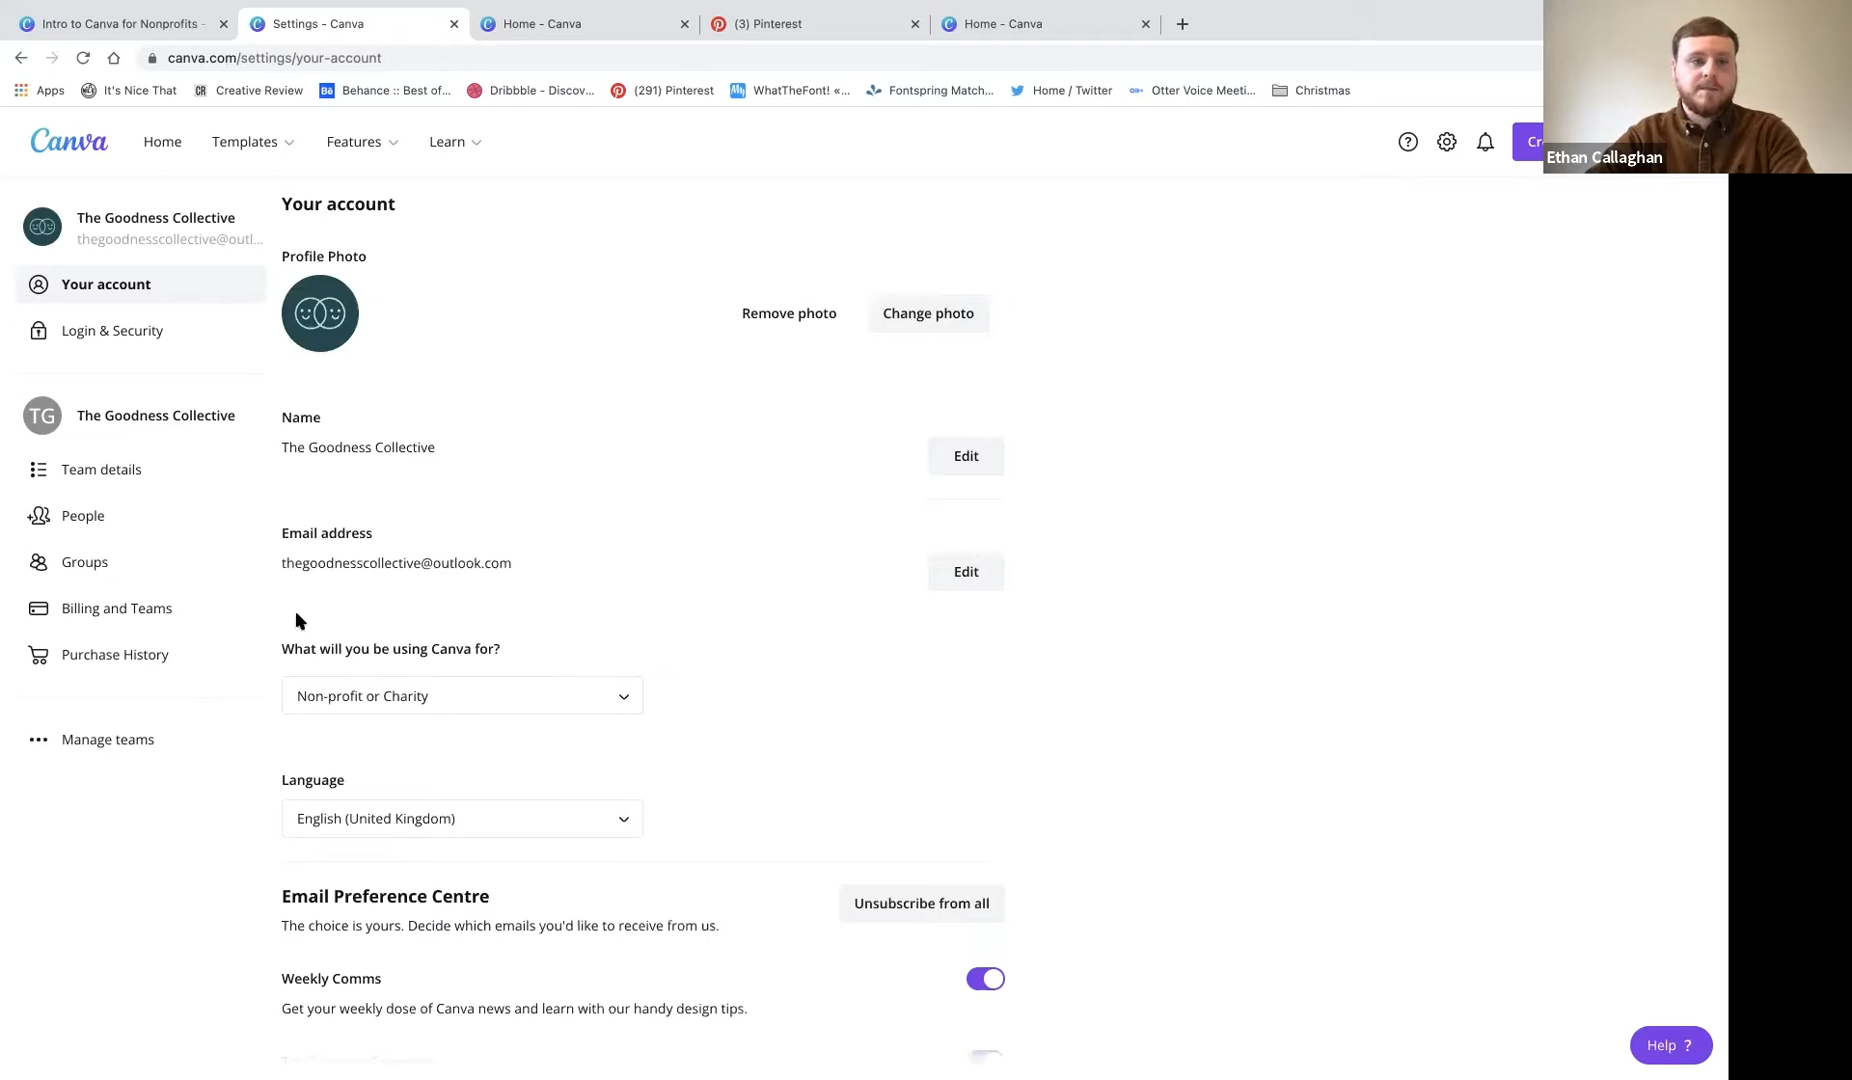 Intro to Canva for Nonprofits -
Settings - Canva
Home - Canva
(3) Pinterest
Home - Canva
canva.com/settings/your-account
Apps
It's Nice That
CR
Creative Review
Bē
Behance :: Best of...
Dribbble - Discov...
(291) Pinterest
WhatTheFont! «...
Fontspring Match...
Home / Twitter
Otter Voice Meeti...
Christmas
Canva
Home
Templates
Features
Learn
Ethan Callaghan
The Goodness Collective
thegoodnesscollective@outl...
Your account
Login & Security
TG
The Goodness Collective
Team details
People
Groups
Billing and Teams
Purchase History
Manage teams
Your account
Profile Photo
Remove photo
Change photo
Name
The Goodness Collective
Edit
Email address
thegoodnesscollective@outlook.com
Edit
What will you be using Canva for?
Non-profit or Charity
Language
English (United Kingdom)
Email Preference Centre
Unsubscribe from all
The choice is yours. Decide which emails you'd like to receive from us.
Weekly Comms
Get your weekly dose of Canva news and learn with our handy design tips.
Help ?